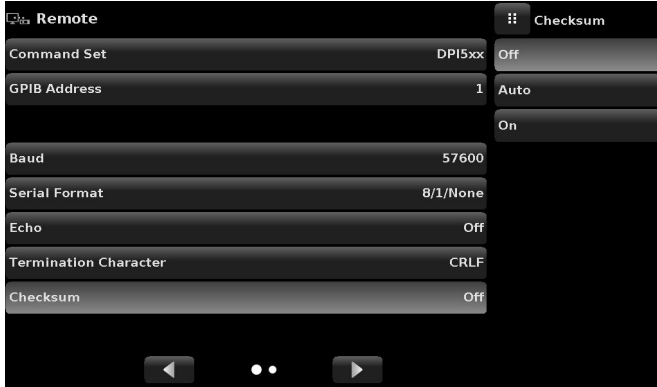 Remote
Command Set DPI5xx
GPIB Address 1
Baud 57600
Serial Format 8/1/None
Echo Off
Termination Character CRLF
Checksum Off
Checksum
Off
Auto
On